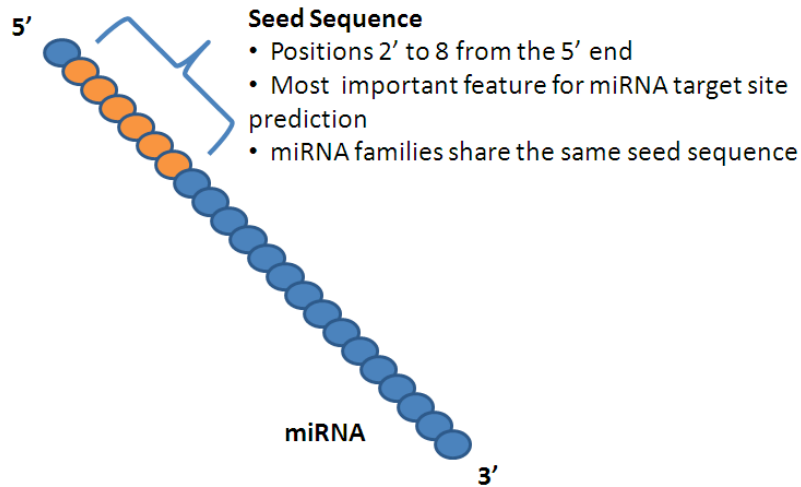 5’
Seed Sequence
• Positions 2’ to 8 from the 5’ end
• Most important feature for miRNA target site
prediction
• miRNA families share the same seed sequence
miRNA
3’